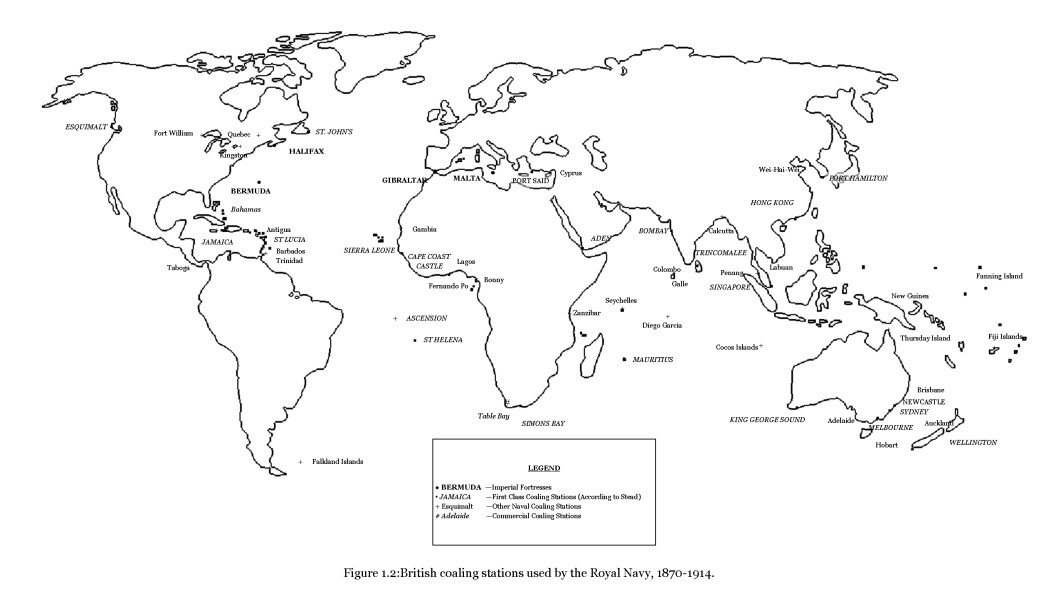 ESQUIMALT
Fort William
Quebec
ST. JOHN'S
Kingston
HALIFAX
BERMUDA
Bahamas
Antigua
ST LUCIA
JAMAICA
Barbados
Trinidad
Taboga
Falkland Islands
GIBRALTAR
MALTA
PORT SAID
Cyprus
Gambia
SIERRA LEONE
CAPE COAST
CASTLE
Lagos
Bonny
Fernando Po
ASCENSION
ST HELENA
Table Bay
SIMONS BAY
Zanzibar
Seychelles
MAURITIUS
Diego Garcia
ADEN
BOMBAY
Calcutta
TRINCOMALEE
Colombo
Galle
Penang
SINGAPORE
Labuan
Cocos Islands
Wei-Hai-Wei
PORT HAMILTON
HONG KONG
New Guinea
Thursday Island
Fanning Island
Fiji Islands
Brisbane
NEWCASTLE
SYDNEY
KING GEORGE SOUND
Adelaide
MELBOURNE
Auckland
Hobart
WELLINGTON
LEGEND
• BERMUDA —Imperial Fortresses
• JAMAICA —First Class Coaling Stations (According to Stead)
+ Esquimalt —Other Naval Coaling Stations
# Adelaide —Commercial Coaling Stations
Figure 1.2:British coaling stations used by the Royal Navy, 1870-1914.